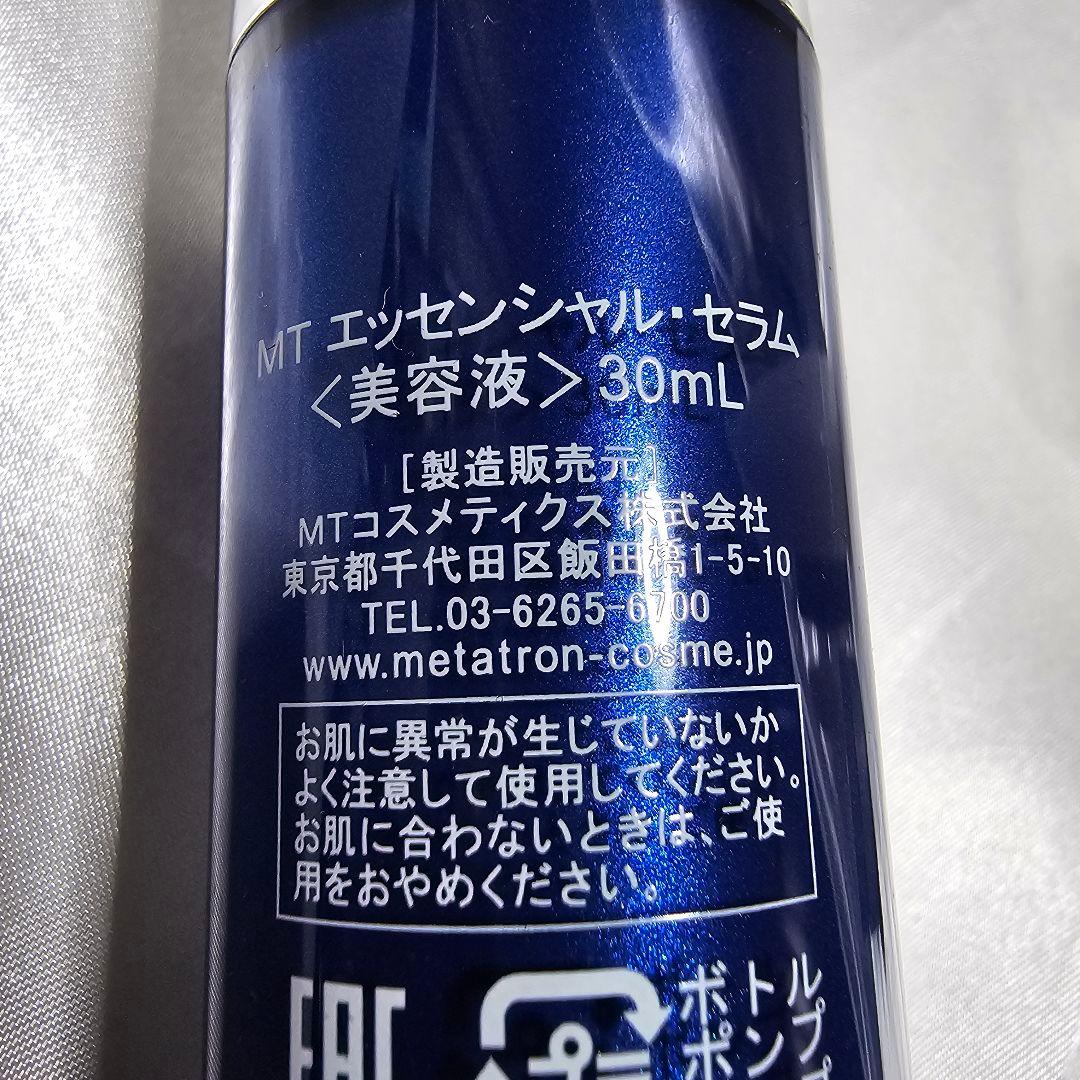 MT エッセンシャル・セラム
〈美容液〉30mL
[製造販売元]
MTコスメティクス株式会社
東京都千代田区飯田橋1-5-10
TEL.03-6265-6700
www.metatron-cosme.jp
お肌に異常が生じていないか
よく注意して使用してください。
お肌に合わないときは、ご使
用をおやめください。
ボトル
ポンプ